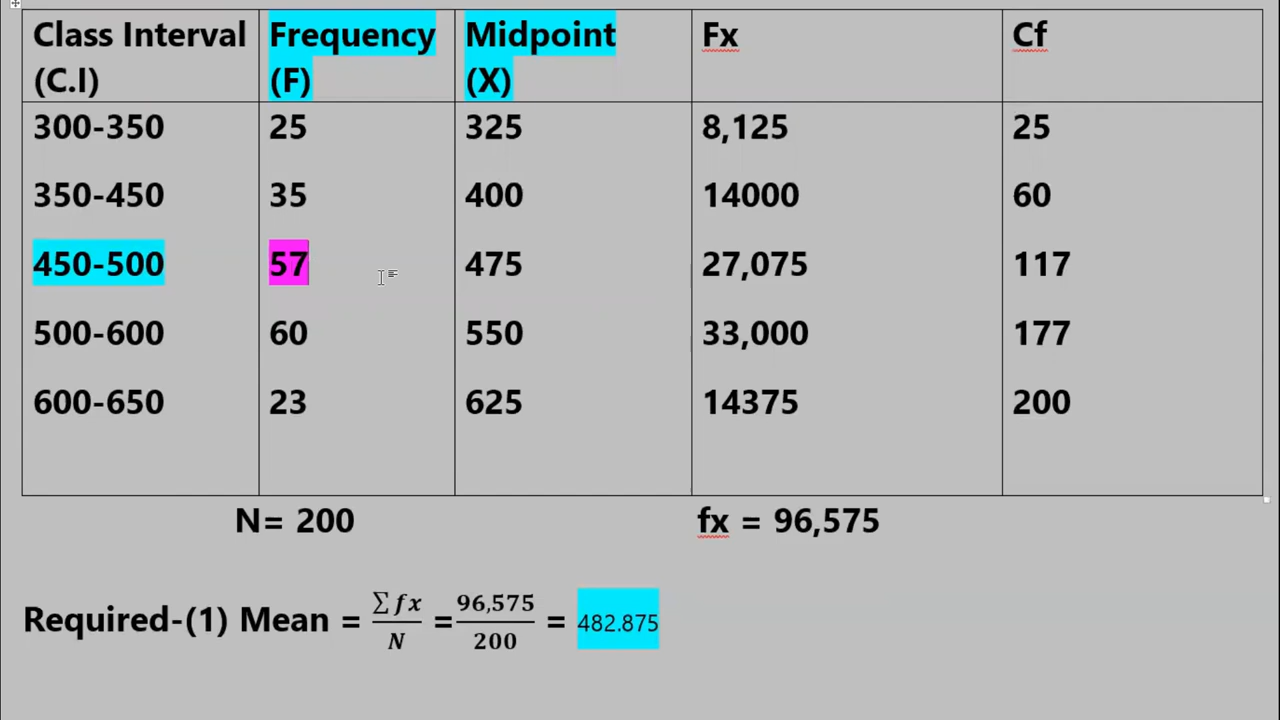 Class Interval (C.I) Frequency (F) Midpoint (X) Fx Cf
300-350 25 325 8,125 25
350-450 35 400 14000 60
450-500 57 475 27,075 117
500-600 60 550 33,000 177
600-650 23 625 14375 200
N= 200 fx = 96,575
Required-(1) Mean = ∑fx/N =96,575/200 = 482.875